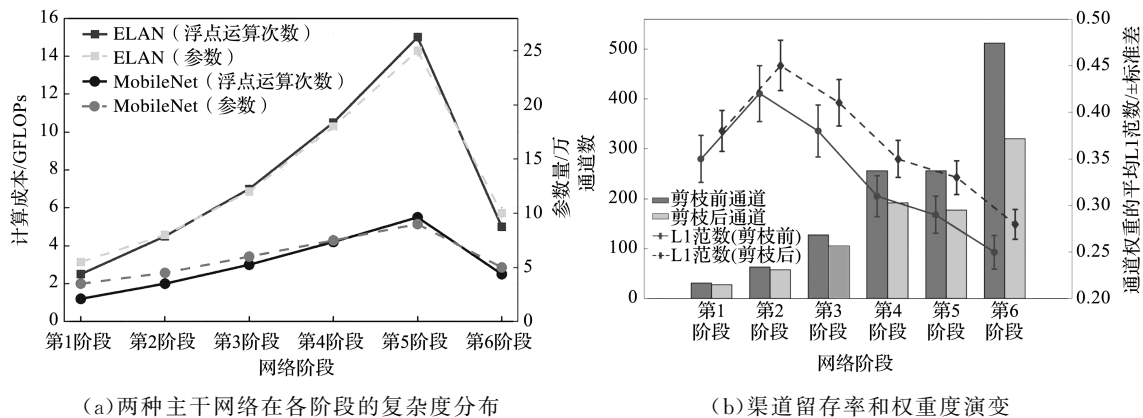 16
14
12
10
8
6
4
2
0
计算成本/GFLOPs
ELAN（浮点运算次数）
ELAN（参数）
MobileNet（浮点运算次数）
MobileNet（参数）
25
20
15
10
5
0
参数量/万
第1阶段 第2阶段 第3阶段 第4阶段 第5阶段 第6阶段
网络阶段
(a)两种主干网络在各阶段的复杂度分布
通道数
500
400
300
200
100
0
剪枝前通道
剪枝后通道
L1范数(剪枝前)
L1范数(剪枝后)
0.50
0.45
0.40
0.35
0.30
0.25
0.20
通道权重的平均L1范数/±标准差
第1 第2 第3 第4 第5 第6
阶段 阶段 阶段 阶段 阶段 阶段
网络阶段
(b)渠道留存率和权重度演变